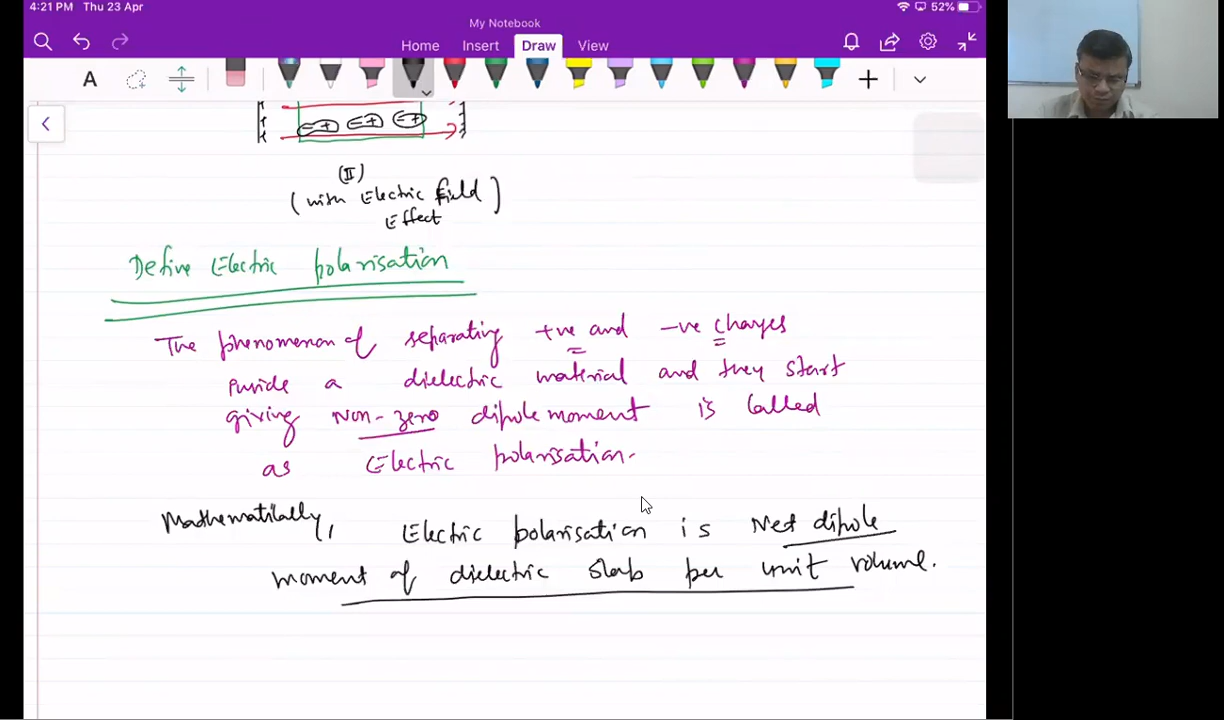 4:21 PM Thu 23 Apr
52%
My Notebook
Home Insert Draw View
A
(II)
(with Electric Field)
Effect
Define Electric polarisation
The phenomenon of separating +ve and -ve charges
inside a dielectric material and they start
giving Non-zero dipole moment is called
as Electric polarisation.
Mathematically, Electric polarisation is Net dipole
moment of dielectric slab per unit volume.